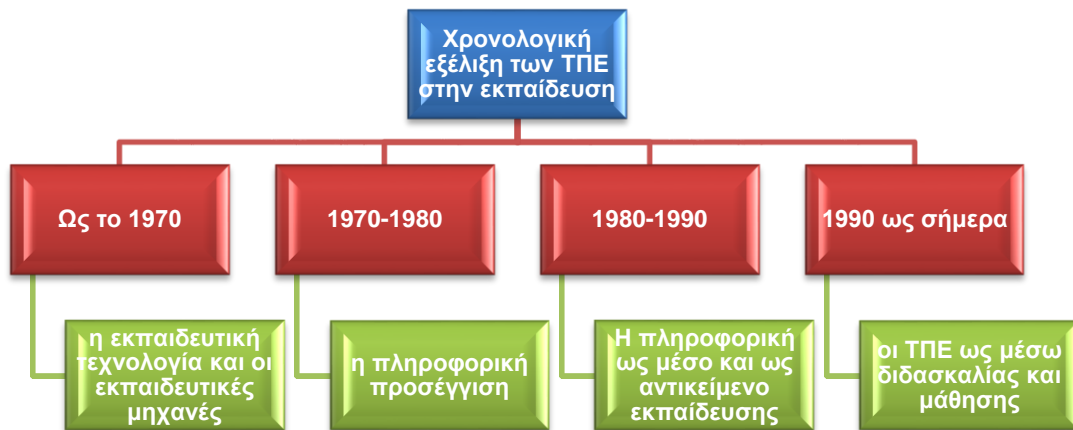 Χρονολογική
εξέλιξη των ΤΠΕ
στην εκπαίδευση
Ως το 1970
1970-1980
1980-1990
1990 ως σήμερα
η εκπαιδευτική
τεχνολογία και οι
εκπαιδευτικές
μηχανές
η πληροφορική
προσέγγιση
Η πληροφορική
ως μέσο και ως
αντικείμενο
εκπαίδευσης
οι ΤΠΕ ως μέσω
διδασκαλίας και
μάθησης